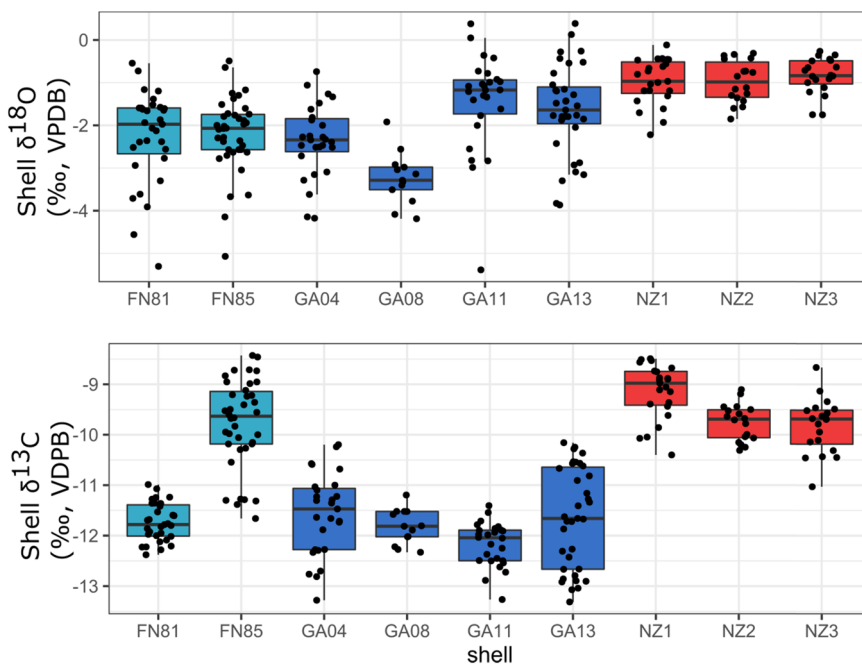 Shell δ18O
(‰, VPDB)
0
-2
-4
FN81 FN85 GA04 GA08 GA11 GA13 NZ1 NZ2 NZ3
Shell δ13C
(‰, VDPB)
-9
-10
-11
-12
-13
FN81 FN85 GA04 GA08 GA11 GA13 NZ1 NZ2 NZ3
shell